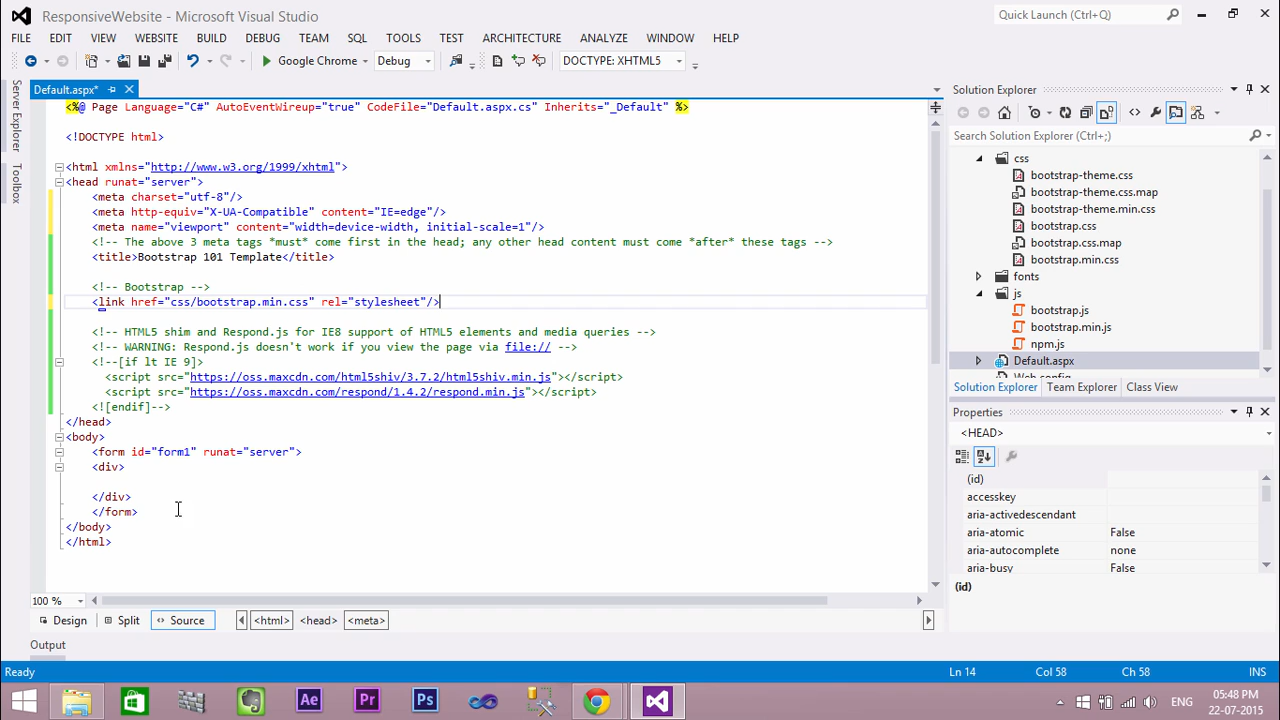 ResponsiveWebsite - Microsoft Visual Studio
Quick Launch (Ctrl+Q)
FILE EDIT VIEW WEBSITE BUILD DEBUG TEAM SQL TOOLS TEST ARCHITECTURE ANALYZE WINDOW HELP
Google Chrome Debug DOCTYPE: XHTML5
Server Explorer
Toolbox
Default.aspx*
<%@ Page Language="C#" AutoEventWireup="true" CodeFile="Default.aspx.cs" Inherits="_Default" %>
<!DOCTYPE html>
<html xmlns="http://www.w3.org/1999/xhtml">
<head runat="server">
<meta charset="utf-8"/>
<meta http-equiv="X-UA-Compatible" content="IE=edge"/>
<meta name="viewport" content="width=device-width, initial-scale=1"/>
<!-- The above 3 meta tags *must* come first in the head; any other head content must come *after* these tags -->
<title>Bootstrap 101 Template</title>
<!-- Bootstrap -->
<link href="css/bootstrap.min.css" rel="stylesheet"/>
<!-- HTML5 shim and Respond.js for IE8 support of HTML5 elements and media queries -->
<!-- WARNING: Respond.js doesn't work if you view the page via file:// -->
<!--[if lt IE 9]>
<script src="https://oss.maxcdn.com/html5shiv/3.7.2/html5shiv.min.js"></script>
<script src="https://oss.maxcdn.com/respond/1.4.2/respond.min.js"></script>
<![endif]-->
</head>
<body>
<form id="form1" runat="server">
<div>
</div>
</form>
</body>
</html>
100 %
Design Split Source <html> <head> <meta>
Output
Solution Explorer
Search Solution Explorer (Ctrl+;)
css
bootstrap-theme.css
bootstrap-theme.css.map
bootstrap-theme.min.css
bootstrap.css
bootstrap.css.map
bootstrap.min.css
fonts
js
bootstrap.js
bootstrap.min.js
npm.js
Default.aspx
Web.config
Solution Explorer Team Explorer Class View
Properties
<HEAD>
(id)
accesskey
aria-activedescendant
aria-atomic False
aria-autocomplete none
aria-busy False
(id)
Ready Ln 14 Col 58 Ch 58 INS
Ae Pr Ps
ENG
05:48 PM
22-07-2015